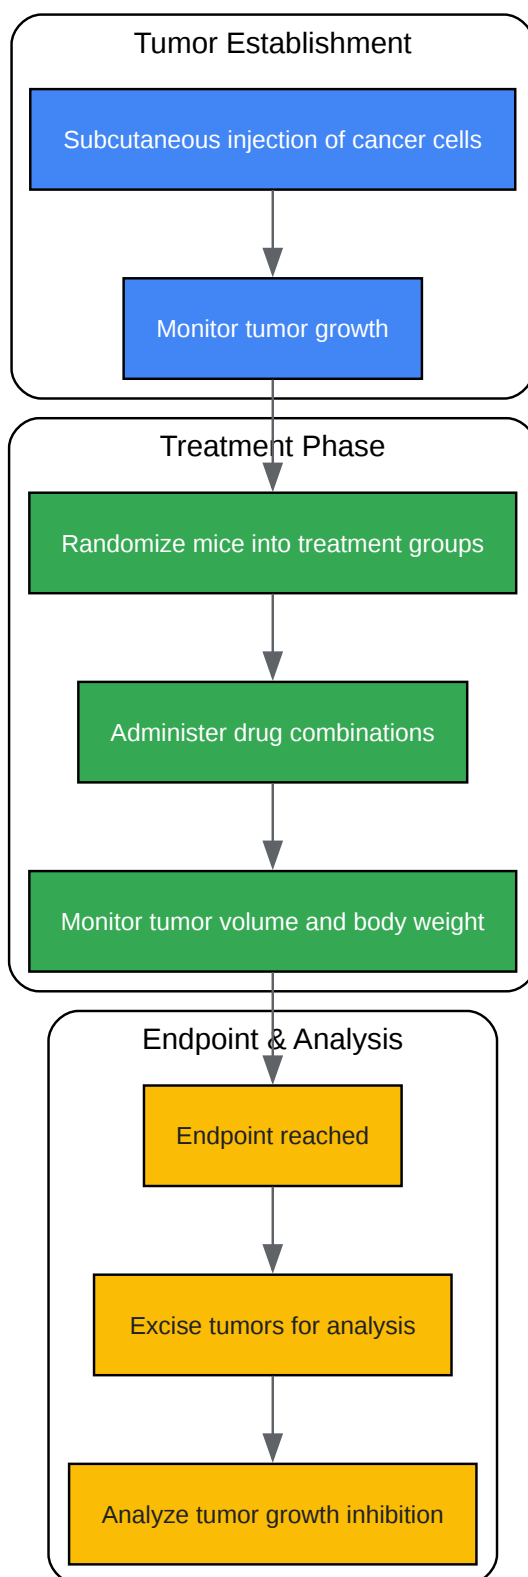 Tumor Establishment
Subcutaneous injection of cancer cells
Monitor tumor growth
Treatment Phase
Randomize mice into treatment groups
Administer drug combinations
Monitor tumor volume and body weight
Endpoint & Analysis
Endpoint reached
Excise tumors for analysis
Analyze tumor growth inhibition